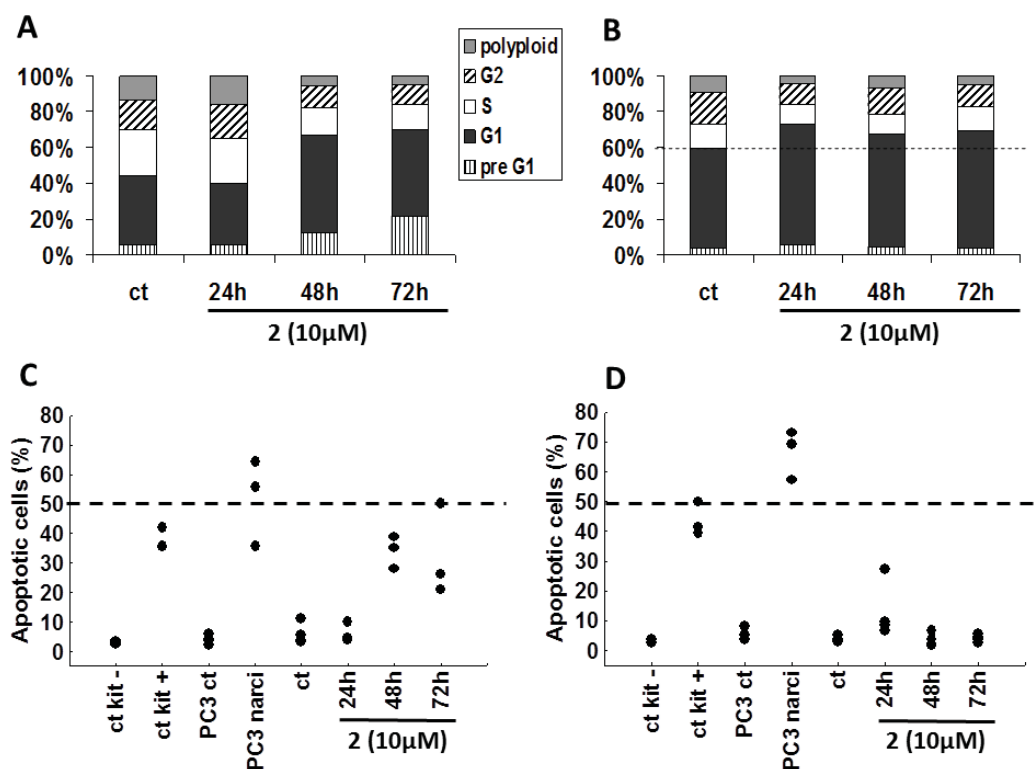 A
100%
80%
60%
40%
20%
0%
ct
24h
48h
72h
2 (10µM)
polyploid
G2
S
G1
pre G1
B
100%
80%
60%
40%
20%
0%
ct
24h
48h
72h
2 (10µM)
C
Apoptotic cells (%)
80
70
60
50
40
30
20
10
0
ct kit -
ct kit +
PC3 ct
PC3 narci
ct
24h
48h
72h
2 (10µM)
D
Apoptotic cells (%)
80
70
60
50
40
30
20
10
0
ct kit -
ct kit +
PC3 ct
PC3 narci
ct
24h
48h
72h
2 (10µM)